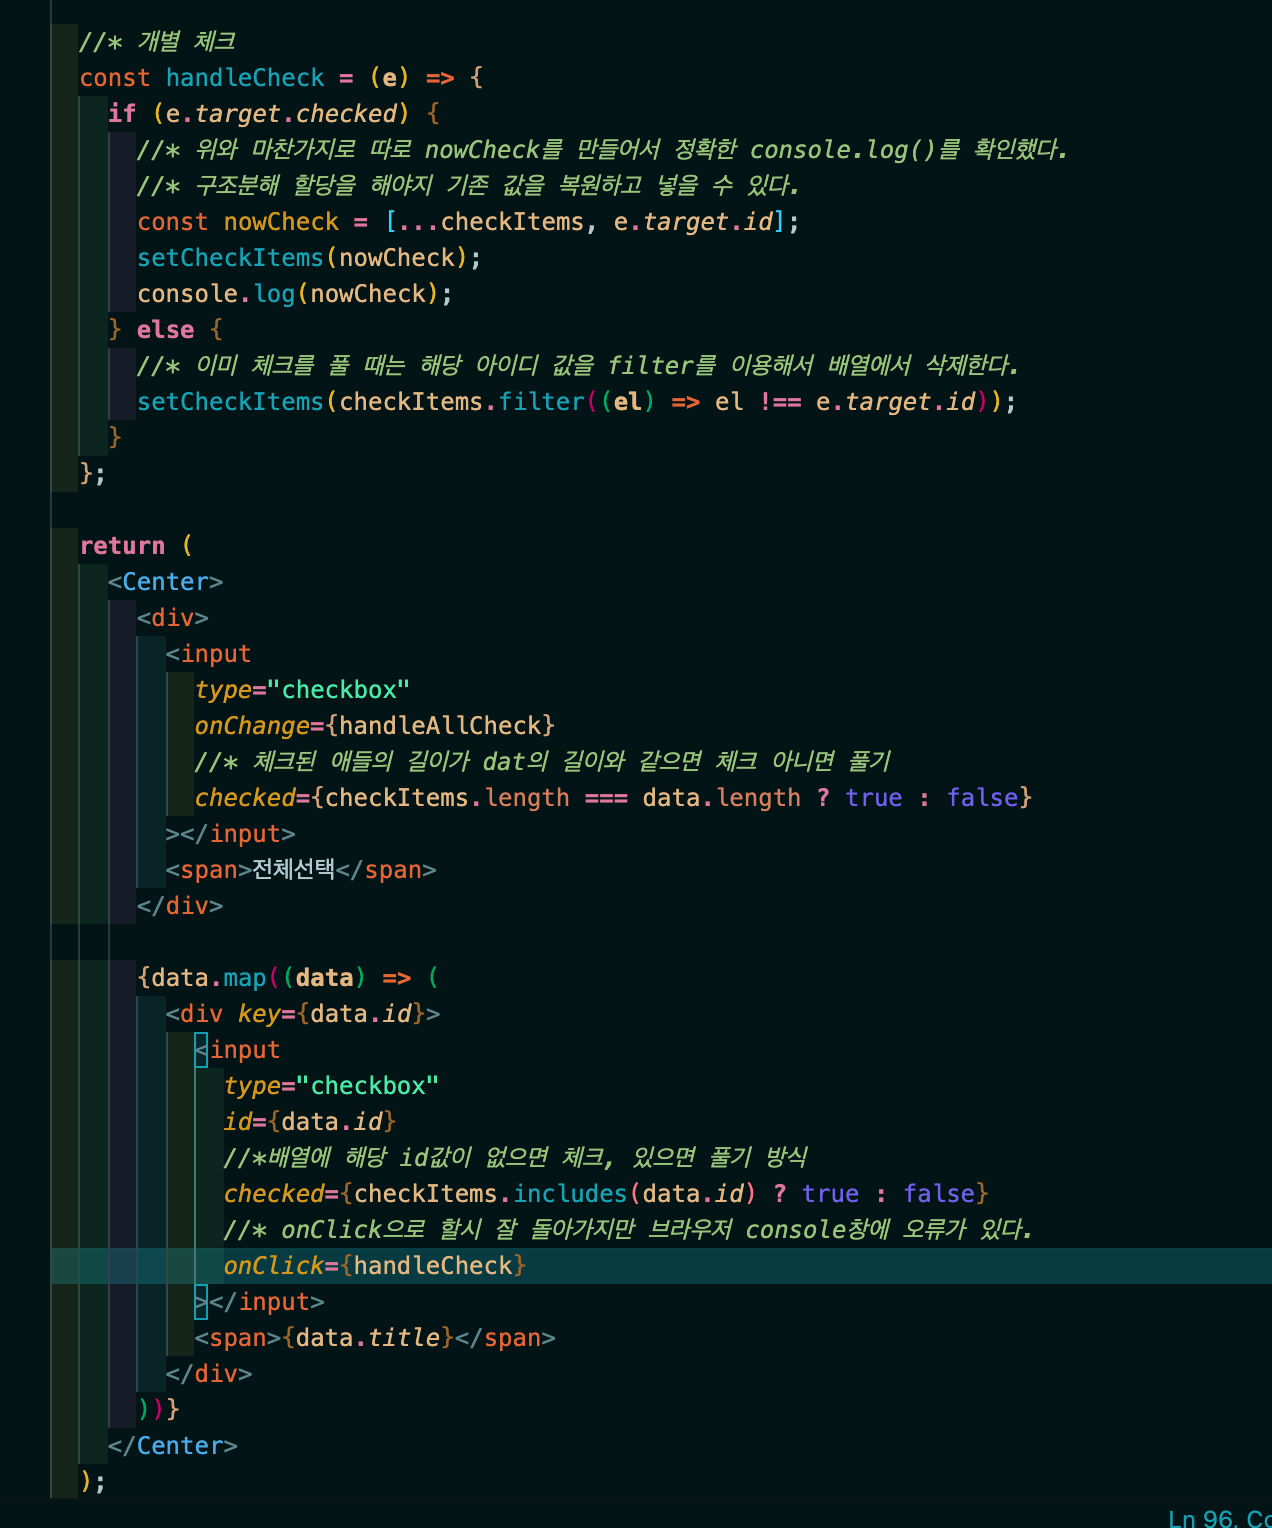 //* 개별 체크
const handleCheck = (e) => {
if (e.target.checked) {
//* 위와 마찬가지로 따로 nowCheck를 만들어서 정확한 console.log()를 확인했다.
//* 구조분해 할당을 해야지 기존 값을 복원하고 넣을 수 있다.
const nowCheck = [...checkItems, e.target.id];
setCheckItems(nowCheck);
console.log(nowCheck);
} else {
//* 이미 체크를 풀 때는 해당 아이디 값을 filter를 이용해서 배열에서 삭제한다.
setCheckItems(checkItems.filter((el) => el !== e.target.id));
}
};
return (
<Center>
<div>
<input
type="checkbox"
onChange={handleAllCheck}
//* 체크된 애들의 길이가 dat의 길이와 같으면 체크 아니면 풀기
checked={checkItems.length === data.length ? true : false}
></input>
<span>전체선택</span>
</div>
{data.map((data) => (
<div key={data.id}>
<input
type="checkbox"
id={data.id}
//*배열에 해당 id값이 없으면 체크, 있으면 풀기 방식
checked={checkItems.includes(data.id) ? true : false}
//* onClick으로 할시 잘 돌아가지만 브라우저 console창에 오류가 있다.
onClick={handleCheck}
></input>
<span>{data.title}</span>
</div>
))}
</Center>
);
Ln 96, Co